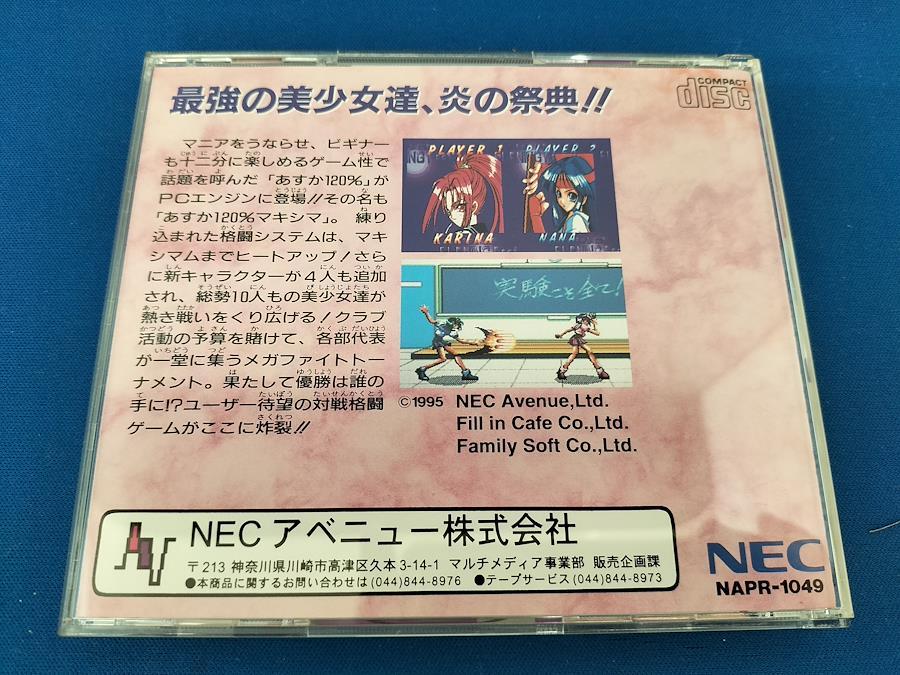 最強の美少女達、炎の祭典!!
COMPACT
disc
マニアをうならせ、ビギナー
も十二分に楽しめるゲーム性で
話題を呼んだ「あすか120%」が
PCエンジンに登場!!その名も
「あすか120%マキシマ」。練り
込まれた格闘システムは、マキ
シマムまでヒートアップ!さら
に新キャラクターが4人も追加
され、総勢10人もの美少女達が
熱き戦いをくり広げる!クラブ
活動の予算を賭けて、各部代表
が一堂に集うメガファイトトー
ナメント。果たして優勝は誰の
手に!?ユーザー待望の対戦格闘
ゲームがここに炸裂!!
PLAYER 1
PLAYER 2
KARINA
NANA
実験こそ全て!
©1995 NEC Avenue,Ltd.
Fill in Cafe Co.,Ltd.
Family Soft Co.,Ltd.
AV
NEC アベニュー株式会社
〒213 神奈川県川崎市高津区久本3-14-1 マルチメディア事業部 販売企画課
●本商品に関するお問い合わせは(044)844-8976 ●テープサービス(044)844-8973
NEC
NAPR-1049